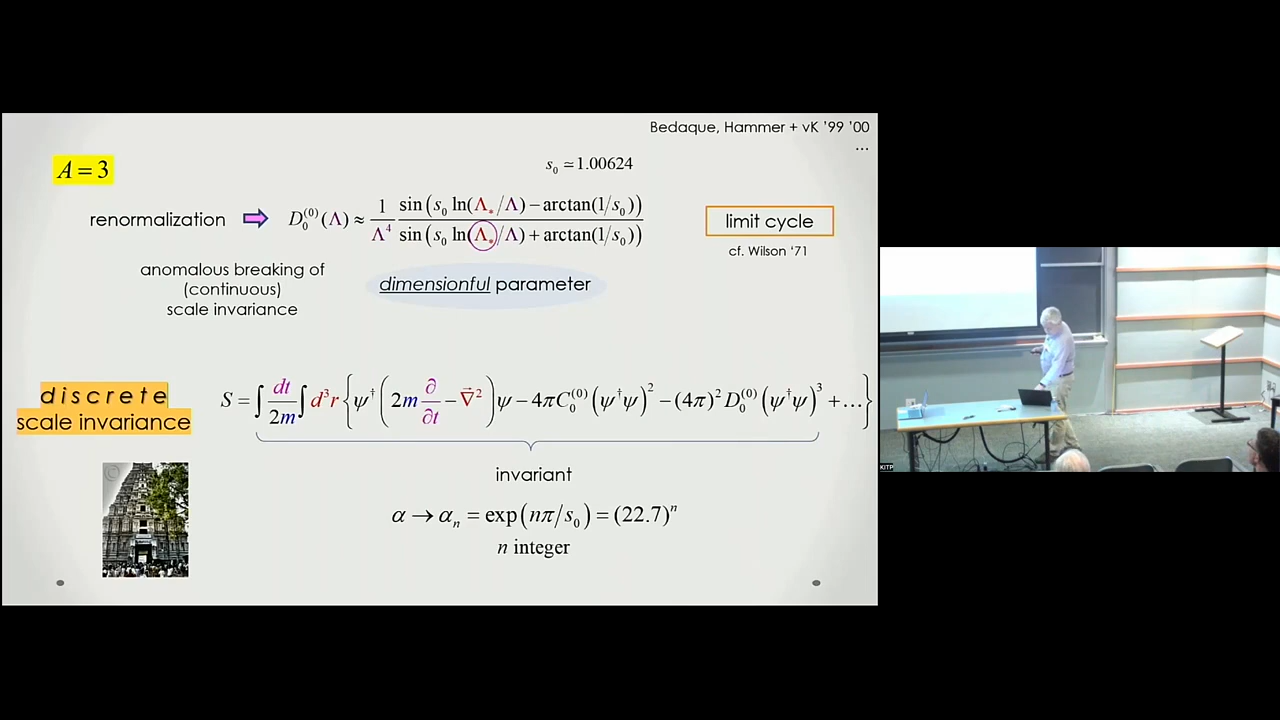 Bedaque, Hammer + vK '99 '00
...
A = 3
s₀ ≃ 1.00624
renormalization ⇨ D₀⁽⁰⁾(Λ) ≈ 1/Λ⁴ sin(s₀ ln(Λ*/Λ) − arctan(1/s₀)) / sin(s₀ ln(Λ*/Λ) + arctan(1/s₀))
limit cycle
cf. Wilson '71
anomalous breaking of
(continuous)
scale invariance
dimensionful parameter
discrete
scale invariance
S = ∫ dt/2m ∫ d³r { ψ† ( 2m ∂/∂t − ∇⃗² ) ψ − 4πC₀⁽⁰⁾ (ψ†ψ)² − (4π)² D₀⁽⁰⁾ (ψ†ψ)³ + … }
invariant
α → αₙ = exp(nπ/s₀) = (22.7)ⁿ
n integer
KITP